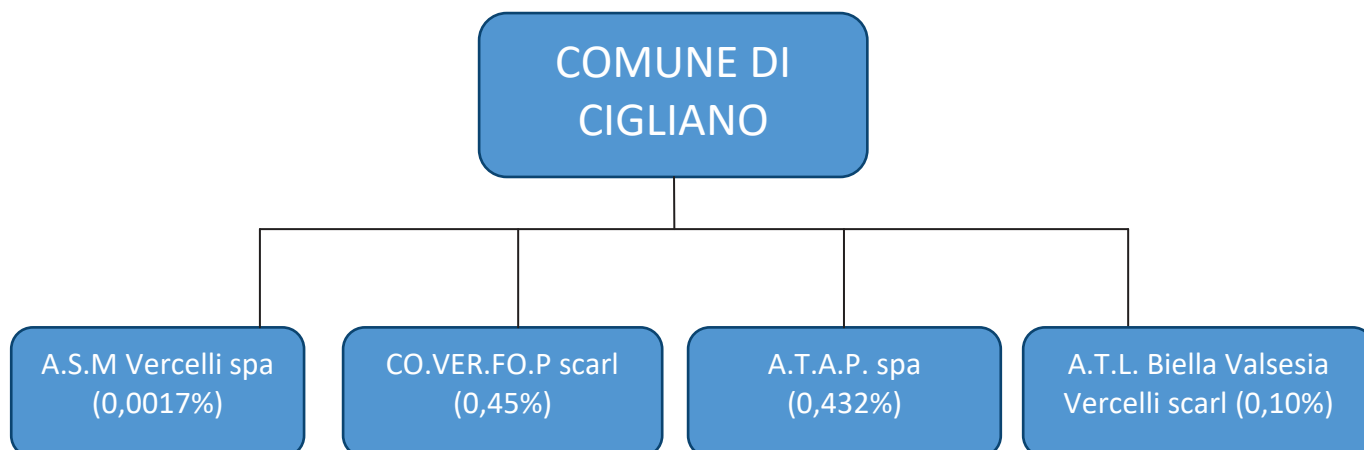 COMUNE DI
CIGLIANO
A.S.M Vercelli spa
(0,0017%)
CO.VER.FO.P scarl
(0,45%)
A.T.A.P. spa
(0,432%)
A.T.L. Biella Valsesia
Vercelli scarl (0,10%)